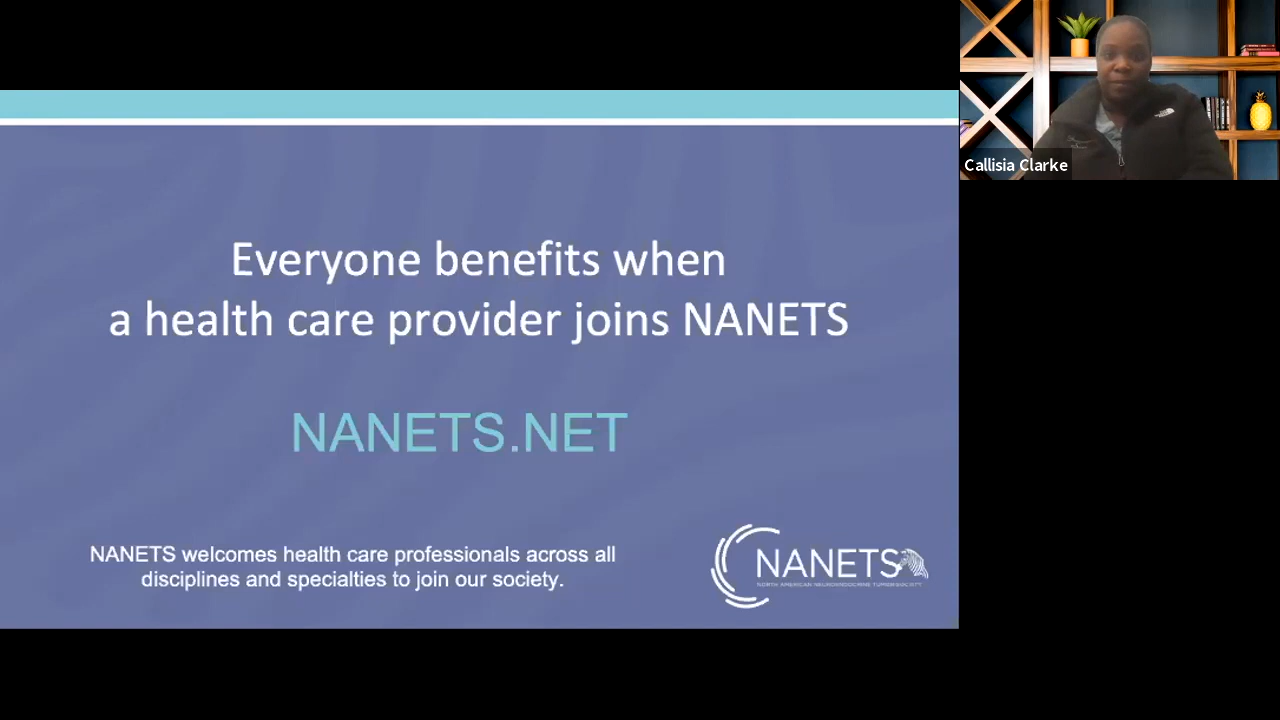 Everyone benefits when
a health care provider joins NANETS
NANETS.NET
NANETS welcomes health care professionals across all
disciplines and specialties to join our society.
NANETS
NORTH AMERICAN NEUROENDOCRINE TUMOR SOCIETY
Callisia Clarke